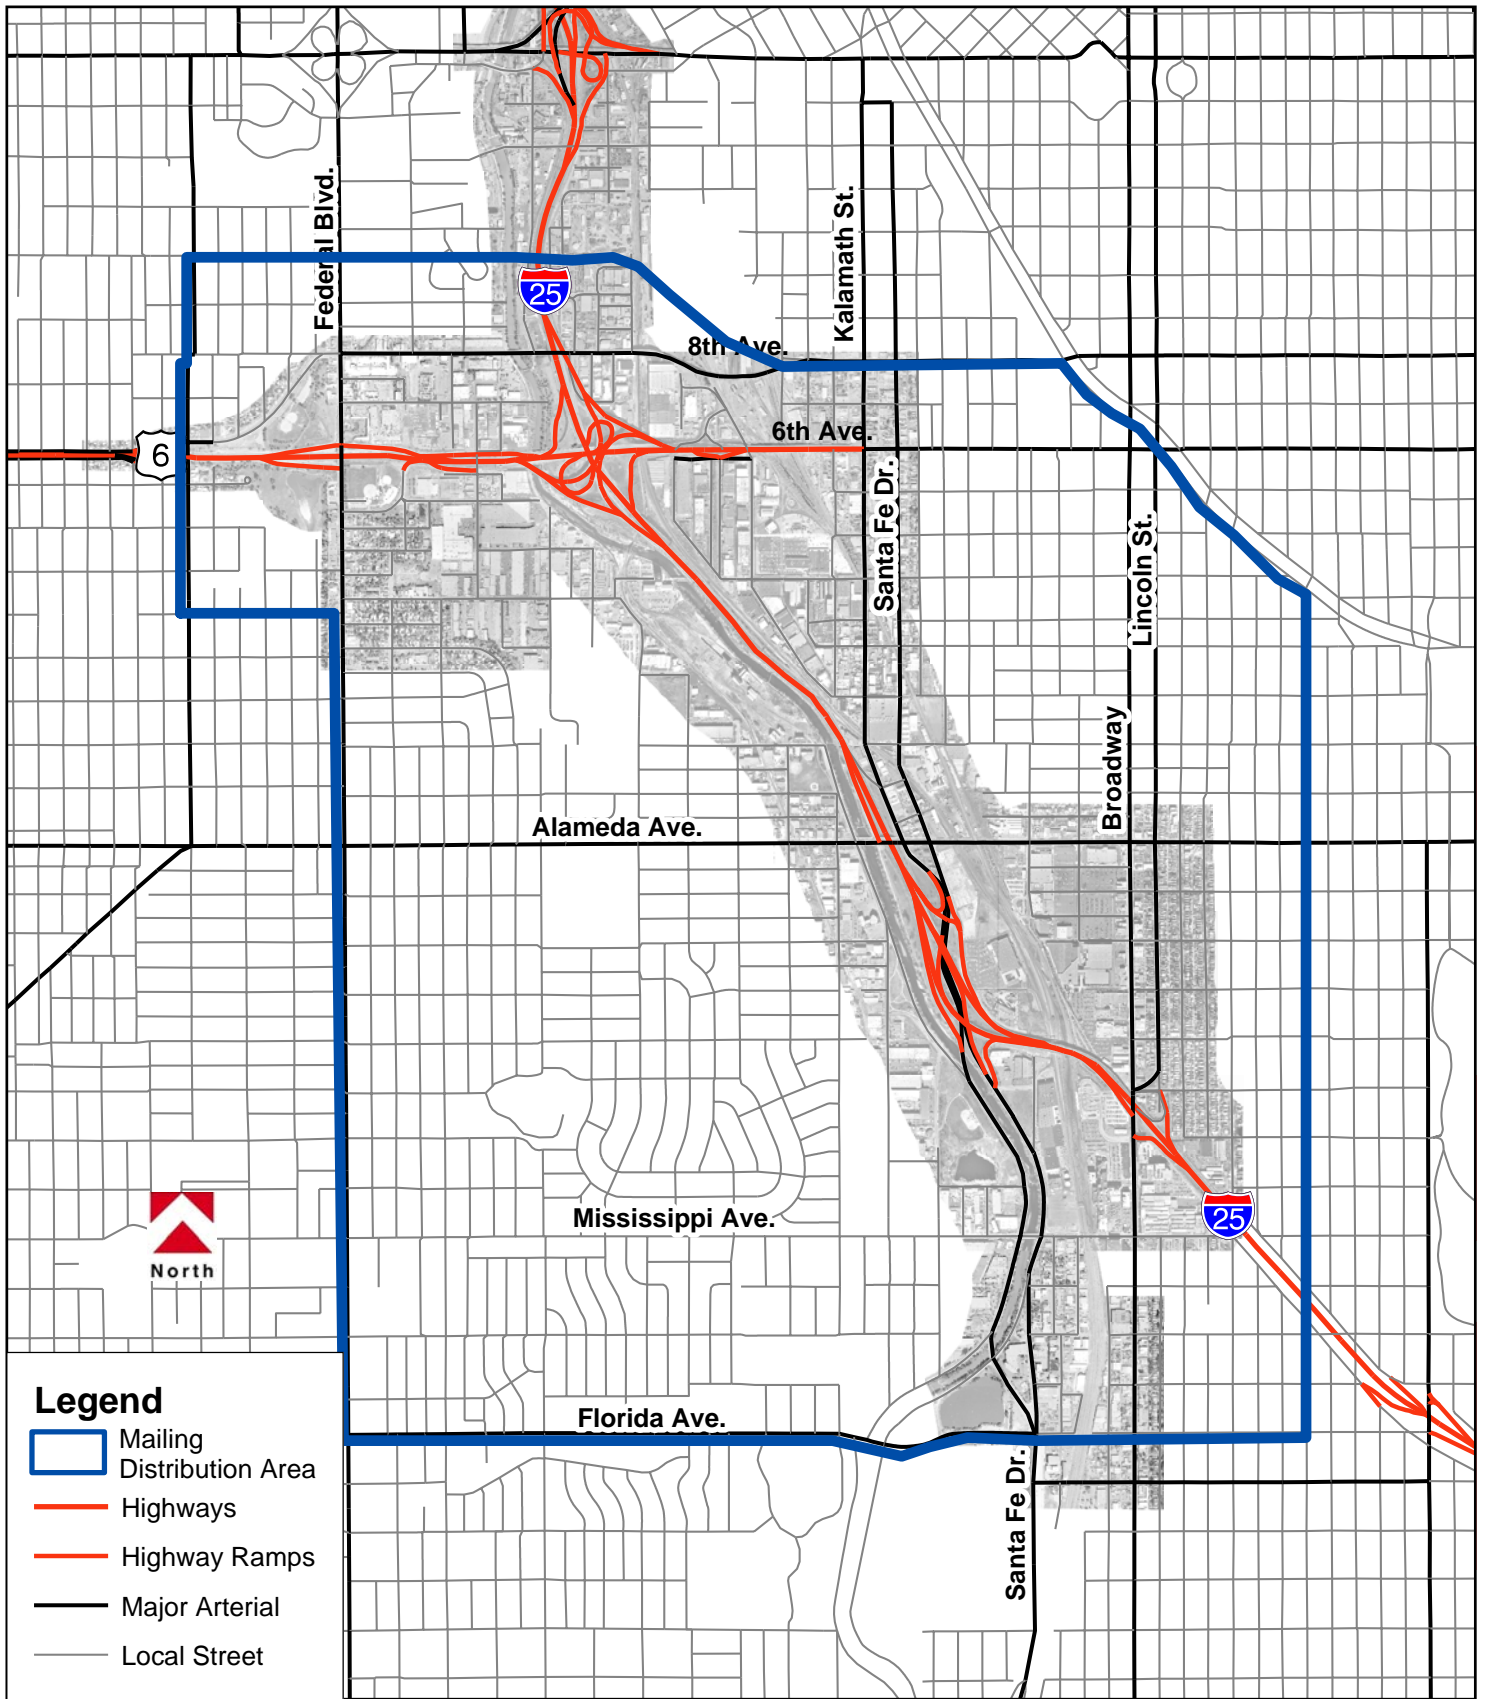 Federal Blvd.
Kalamath St.
25
8th Ave.
6th Ave.
6
Santa Fe Dr.
Lincoln St.
Broadway
Alameda Ave.
Mississippi Ave.
25
North
Florida Ave.
Santa Fe Dr.
Legend
Mailing
Distribution Area
Highways
Highway Ramps
Major Arterial
Local Street